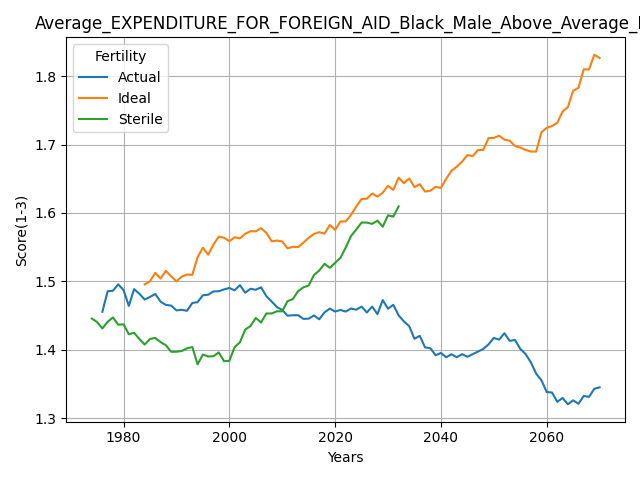 Average_EXPENDITURE_FOR_FOREIGN_AID_Black_Male_Above_Average_
Fertility
Actual
Ideal
Sterile
Score(1-3)
1.8
1.7
1.6
1.5
1.4
1.3
1980
2000
2020
2040
2060
Years